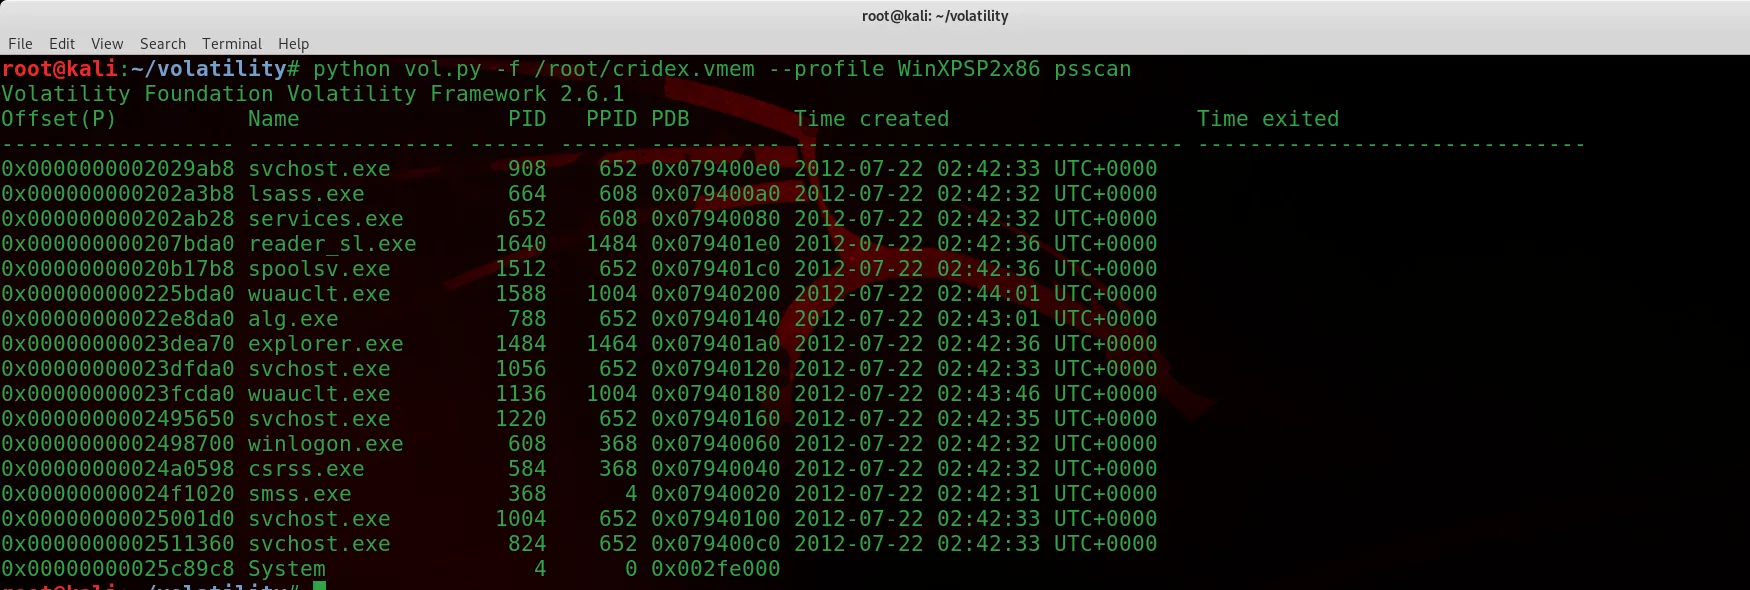 root@kali: ~/volatility
File Edit View Search Terminal Help
root@kali:~/volatility# python vol.py -f /root/cridex.vmem --profile WinXPSP2x86 psscan
Volatility Foundation Volatility Framework 2.6.1
Offset(P) Name PID PPID PDB Time created Time exited
------------------ ---------------- ------ ------ ---------- ------------------------------ ------------------------------
0x0000000002029ab8 svchost.exe 908 652 0x079400e0 2012-07-22 02:42:33 UTC+0000
0x000000000202a3b8 lsass.exe 664 608 0x079400a0 2012-07-22 02:42:32 UTC+0000
0x000000000202ab28 services.exe 652 608 0x07940080 2012-07-22 02:42:32 UTC+0000
0x000000000207bda0 reader_sl.exe 1640 1484 0x079401e0 2012-07-22 02:42:36 UTC+0000
0x00000000020b17b8 spoolsv.exe 1512 652 0x079401c0 2012-07-22 02:42:36 UTC+0000
0x000000000225bda0 wuauclt.exe 1588 1004 0x07940200 2012-07-22 02:44:01 UTC+0000
0x00000000022e8da0 alg.exe 788 652 0x07940140 2012-07-22 02:43:01 UTC+0000
0x00000000023dea70 explorer.exe 1484 1464 0x079401a0 2012-07-22 02:42:36 UTC+0000
0x00000000023dfda0 svchost.exe 1056 652 0x07940120 2012-07-22 02:42:33 UTC+0000
0x00000000023fcda0 wuauclt.exe 1136 1004 0x07940180 2012-07-22 02:43:46 UTC+0000
0x0000000002495650 svchost.exe 1220 652 0x07940160 2012-07-22 02:42:35 UTC+0000
0x0000000002498700 winlogon.exe 608 368 0x07940060 2012-07-22 02:42:32 UTC+0000
0x00000000024a0598 csrss.exe 584 368 0x07940040 2012-07-22 02:42:32 UTC+0000
0x00000000024f1020 smss.exe 368 4 0x07940020 2012-07-22 02:42:31 UTC+0000
0x00000000025001d0 svchost.exe 1004 652 0x07940100 2012-07-22 02:42:33 UTC+0000
0x0000000002511360 svchost.exe 824 652 0x079400c0 2012-07-22 02:42:33 UTC+0000
0x00000000025c89c8 System 4 0 0x002fe000
root@kali:~/volatility#